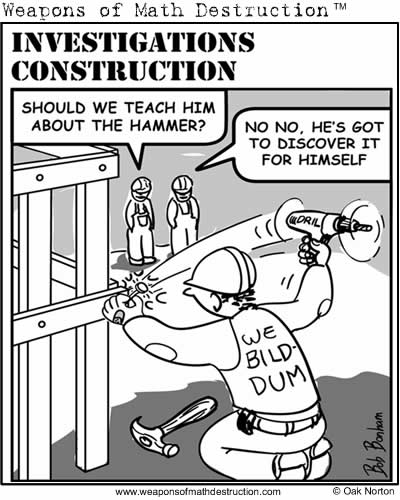 Weapons of Math Destruction™
INVESTIGATIONS
CONSTRUCTION
SHOULD WE TEACH HIM
ABOUT THE HAMMER?
NO NO, HE'S GOT
TO DISCOVER IT
FOR HIMSELF
DRIL
WE
BILD-
DUM
Bob Bonham
www.weaponsofmathdestruction.com
© Oak Norton